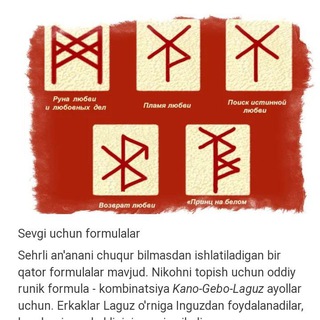 Руна любви
и любовных дел
Пламя любви
Поиск истинной
любви
Возврат любви
«Принц на белом
Sevgi uchun formulalar
Sehrli an'anani chuqur bilmasdan ishlatiladigan bir
qator formulalar mavjud. Nikohni topish uchun oddiy
runik formula - kombinatsiya Kano-Gebo-Laguz ayollar
uchun. Erkaklar Laguz o'rniga Inguzdan foydalanadilar,